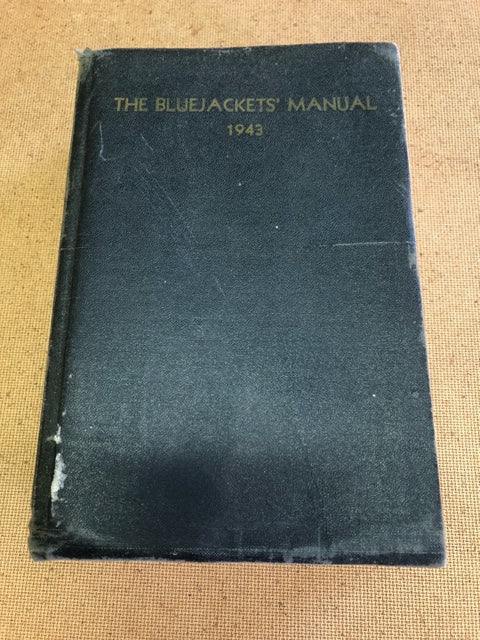 THE BLUEJACKETS' MANUAL
1943